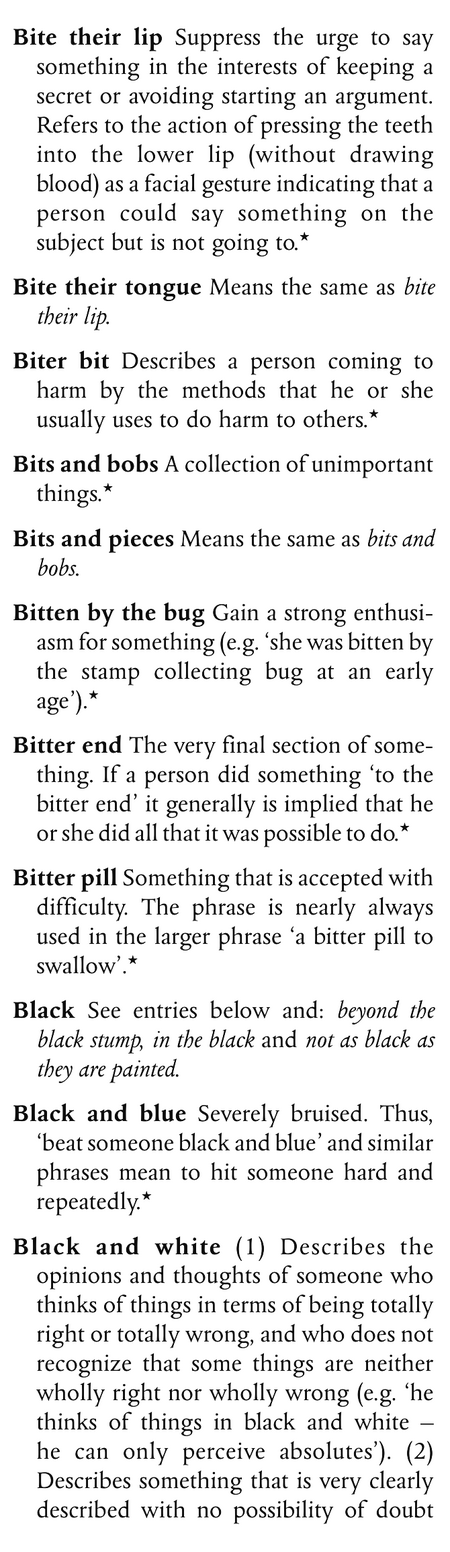 Bite their lip Suppress the urge to say
something in the interests of keeping a
secret or avoiding starting an argument.
Refers to the action of pressing the teeth
into the lower lip (without drawing
blood) as a facial gesture indicating that a
person could say something on the
subject but is not going to.★
Bite their tongue Means the same as bite
their lip.
Biter bit Describes a person coming to
harm by the methods that he or she
usually uses to do harm to others.★
Bits and bobs A collection of unimportant
things.★
Bits and pieces Means the same as bits and
bobs.
Bitten by the bug Gain a strong enthusi-
asm for something (e.g. ‘she was bitten by
the stamp collecting bug at an early
age’).★
Bitter end The very final section of some-
thing. If a person did something ‘to the
bitter end’ it generally is implied that he
or she did all that it was possible to do.★
Bitter pill Something that is accepted with
difficulty. The phrase is nearly always
used in the larger phrase ‘a bitter pill to
swallow’.★
Black See entries below and: beyond the
black stump, in the black and not as black as
they are painted.
Black and blue Severely bruised. Thus,
‘beat someone black and blue’ and similar
phrases mean to hit someone hard and
repeatedly.★
Black and white (1) Describes the
opinions and thoughts of someone who
thinks of things in terms of being totally
right or totally wrong, and who does not
recognize that some things are neither
wholly right nor wholly wrong (e.g. ‘he
thinks of things in black and white –
he can only perceive absolutes’). (2)
Describes something that is very clearly
described with no possibility of doubt